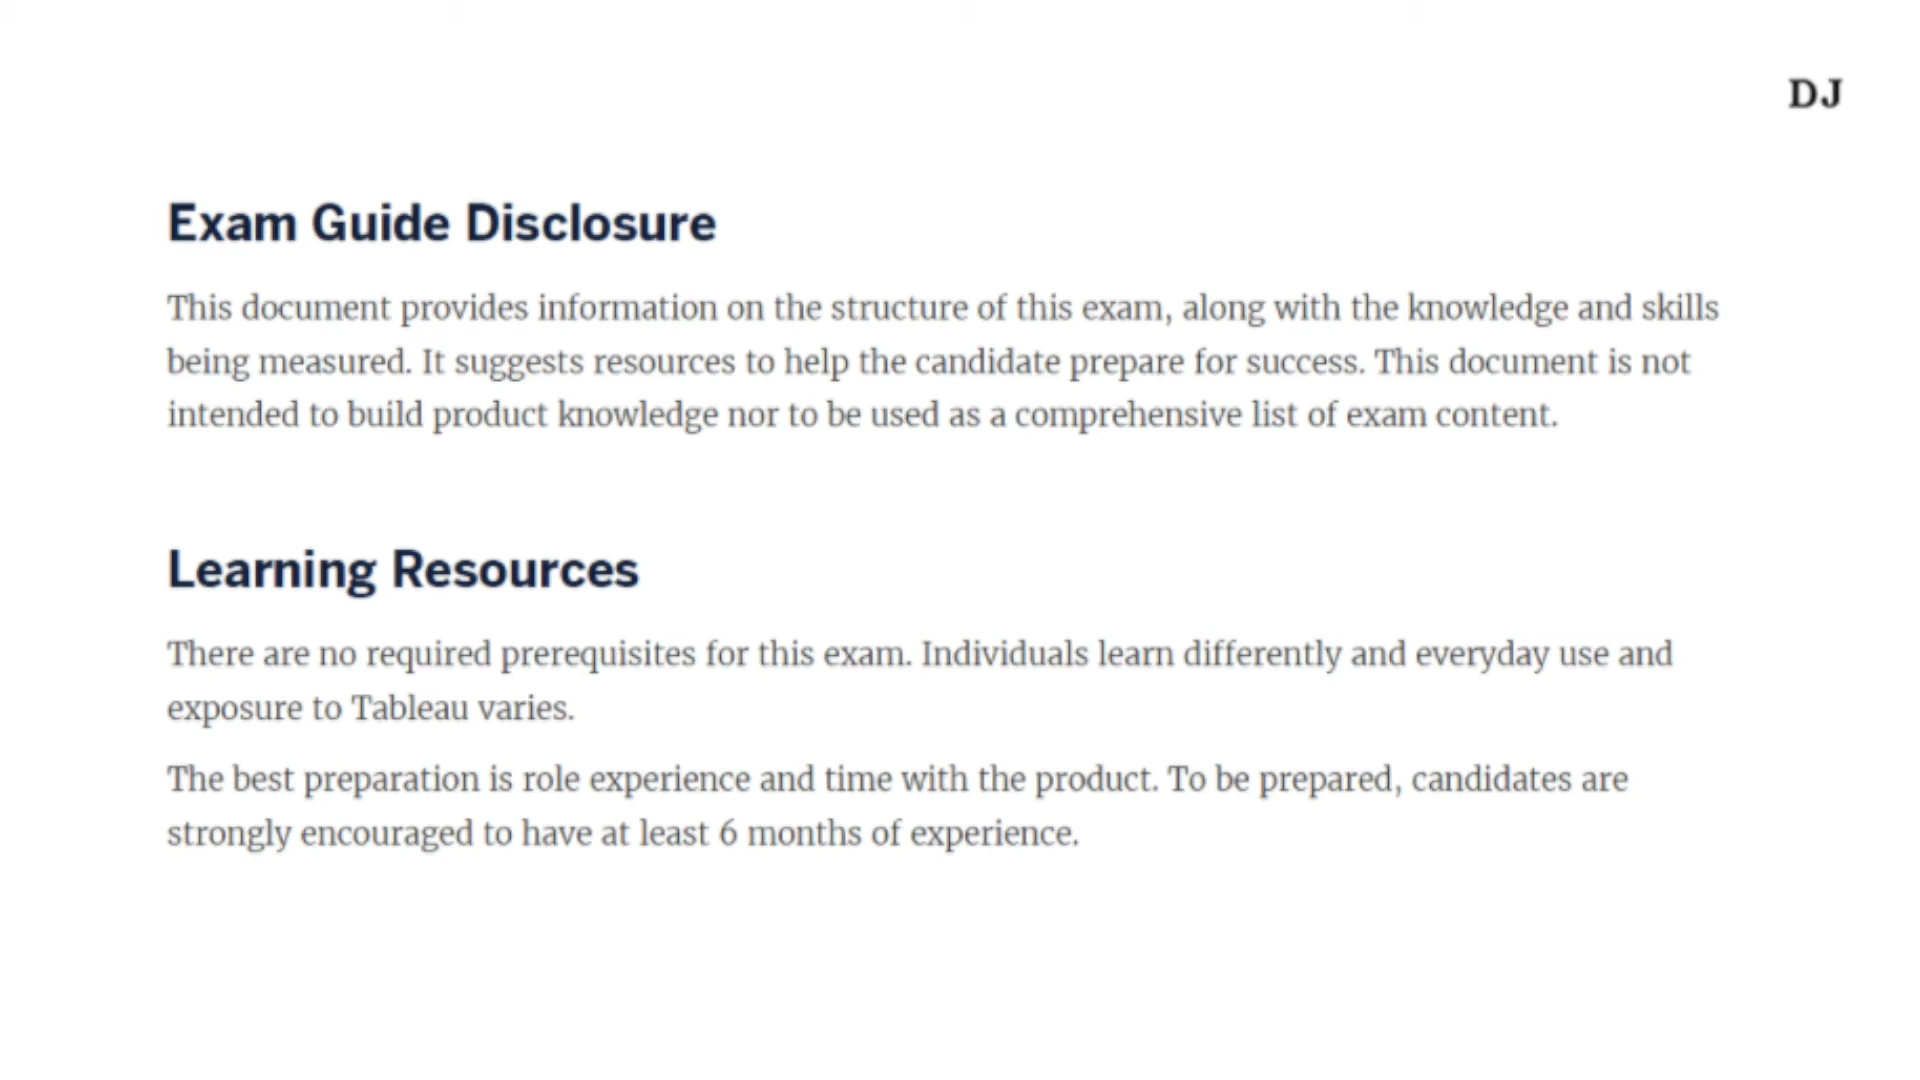 DJ
Exam Guide Disclosure
This document provides information on the structure of this exam, along with the knowledge and skills
being measured. It suggests resources to help the candidate prepare for success. This document is not
intended to build product knowledge nor to be used as a comprehensive list of exam content.
Learning Resources
There are no required prerequisites for this exam. Individuals learn differently and everyday use and
exposure to Tableau varies.
The best preparation is role experience and time with the product. To be prepared, candidates are
strongly encouraged to have at least 6 months of experience.